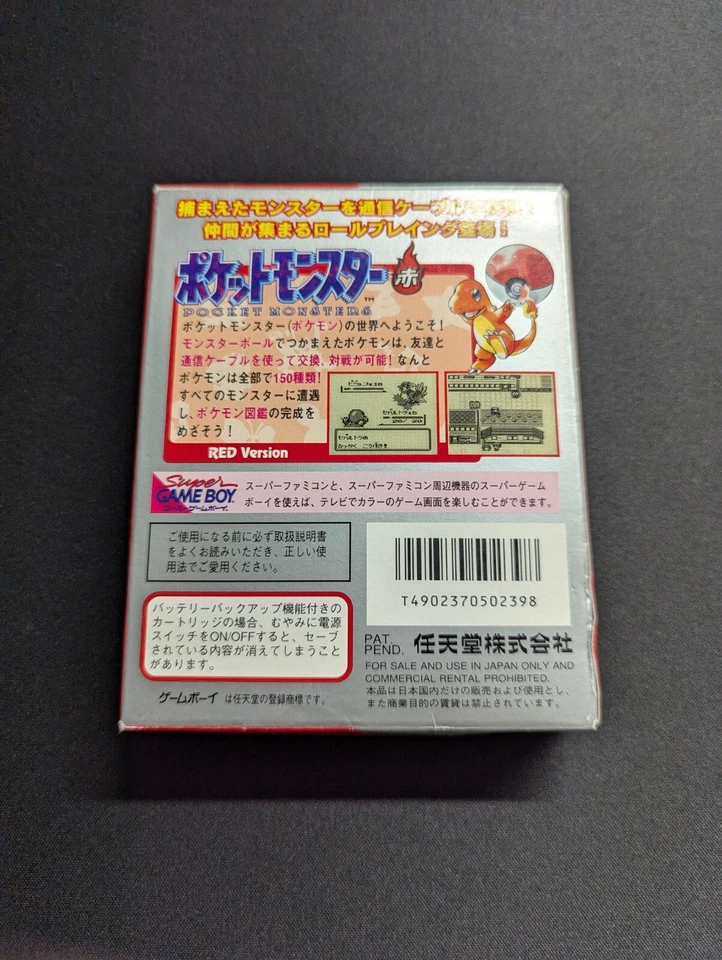 捕まえたモンスターを通信ケーブルで
仲間が集まるロールプレイング登場!
ポケットモンスター 赤
TM
POCKET MONSTERS
ポケットモンスター(ポケモン)の世界へようこそ!
モンスターボールでつかまえたポケモンは、友達と
通信ケーブルを使って交換、対戦が可能!なんと
ポケモンは全部で150種類!
すべてのモンスターに遭遇
し、ポケモン図鑑の完成を
めざそう!
RED Version
Super
GAME BOY
スーパーゲームボーイ
スーパーファミコンと、スーパーファミコン周辺機器のスーパーゲーム
ボーイを使えば、テレビでカラーのゲーム画面を楽しむことができます。
ご使用になる前に必ず取扱説明書
をよくお読みいただき、正しい使
用法でご愛用ください。
T4902370502398
バッテリーバックアップ機能付きの
カートリッジの場合、むやみに電源
スイッチをON/OFFすると、セーブ
されている内容が消えてしまうこと
があります。
PAT. PEND. 任天堂株式会社
FOR SALE AND USE IN JAPAN ONLY AND
COMMERCIAL RENTAL PROHIBITED.
本品は日本国内だけの販売および使用とし、
また商業目的の賃貸は禁止されています。
ゲームボーイ は任天堂の登録商標です。